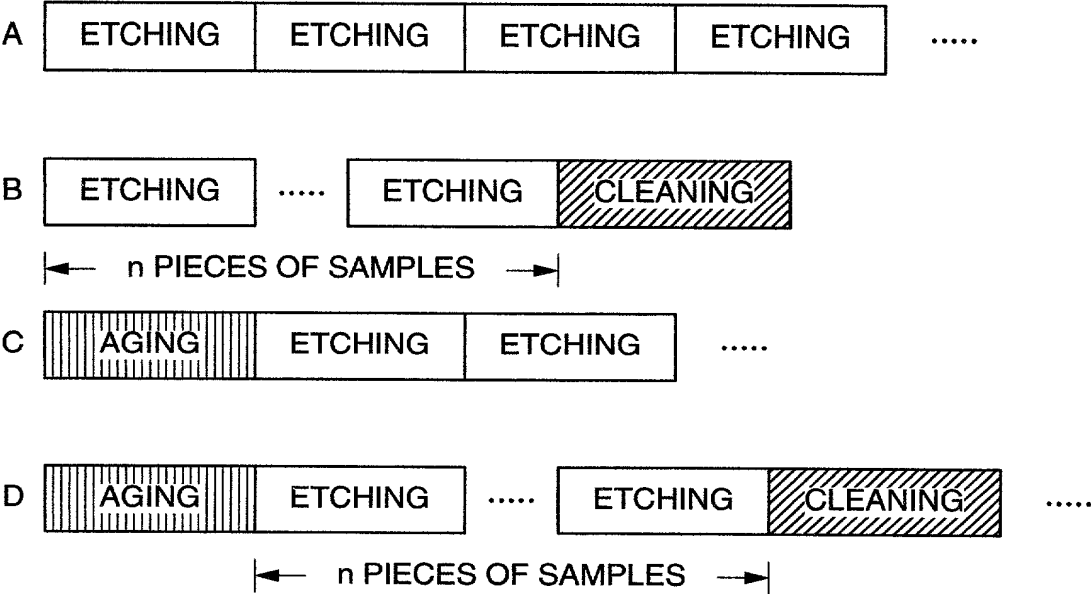 A ETCHING ETCHING ETCHING ETCHING .....
B ETCHING ..... ETCHING CLEANING
n PIECES OF SAMPLES
C AGING ETCHING ETCHING .....
D AGING ETCHING ..... ETCHING CLEANING .....
n PIECES OF SAMPLES